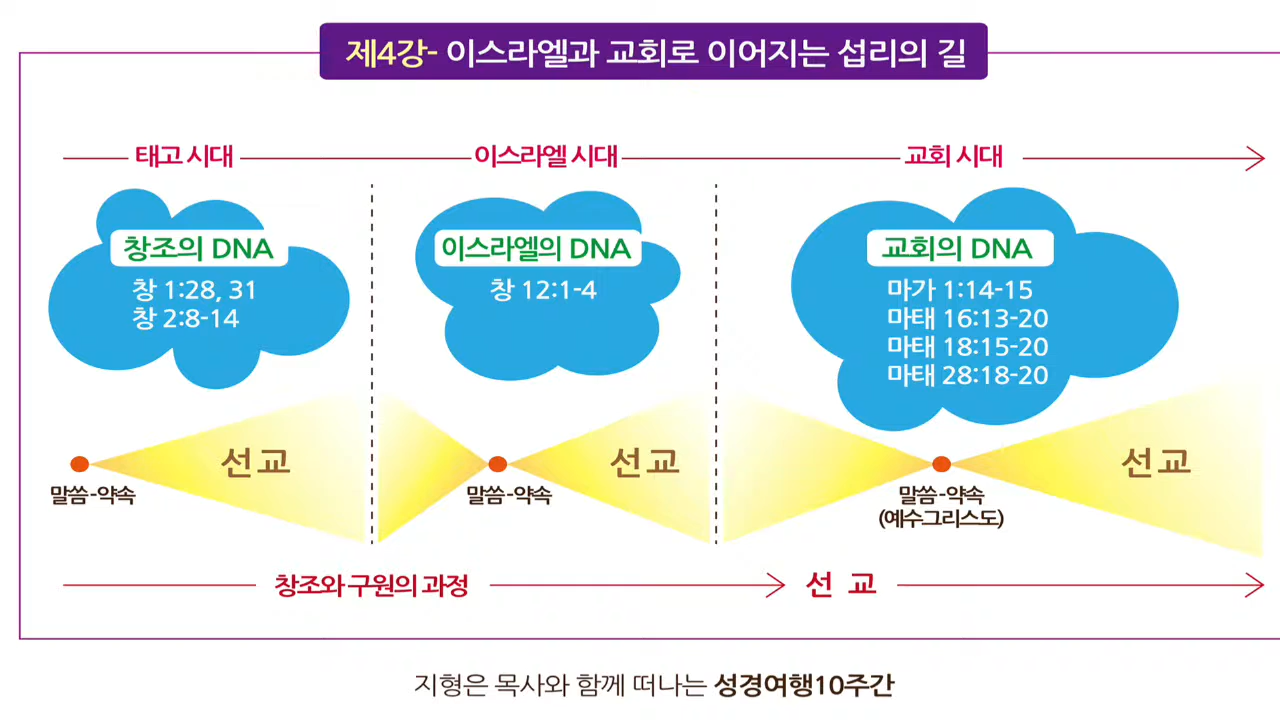 제4강- 이스라엘과 교회로 이어지는 섭리의 길
태고 시대
이스라엘 시대
교회 시대
창조의 DNA
창 1:28, 31
창 2:8-14
이스라엘의 DNA
창 12:1-4
교회의 DNA
마가 1:14-15
마태 16:13-20
마태 18:15-20
마태 28:18-20
선교
말씀-약속
선교
말씀-약속
선교
말씀-약속
(예수그리스도)
창조와 구원의 과정
선 교
지형은 목사와 함께 떠나는 성경여행10주간